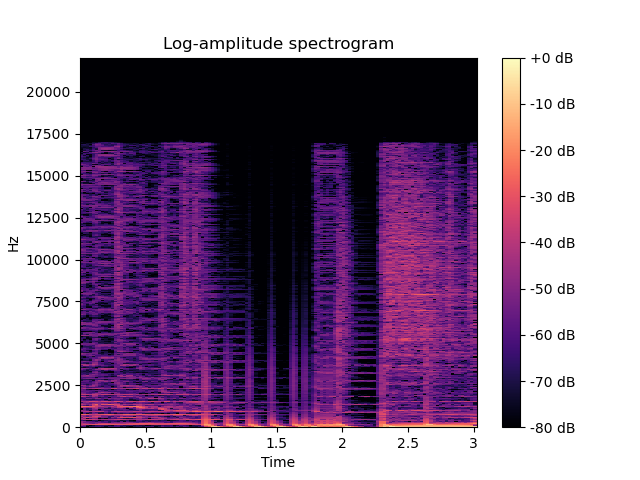 Log-amplitude spectrogram
20000
17500
15000
12500
10000
7500
5000
2500
0
Hz
0 0.5 1 1.5 2 2.5 3
Time
+0 dB
-10 dB
-20 dB
-30 dB
-40 dB
-50 dB
-60 dB
-70 dB
-80 dB